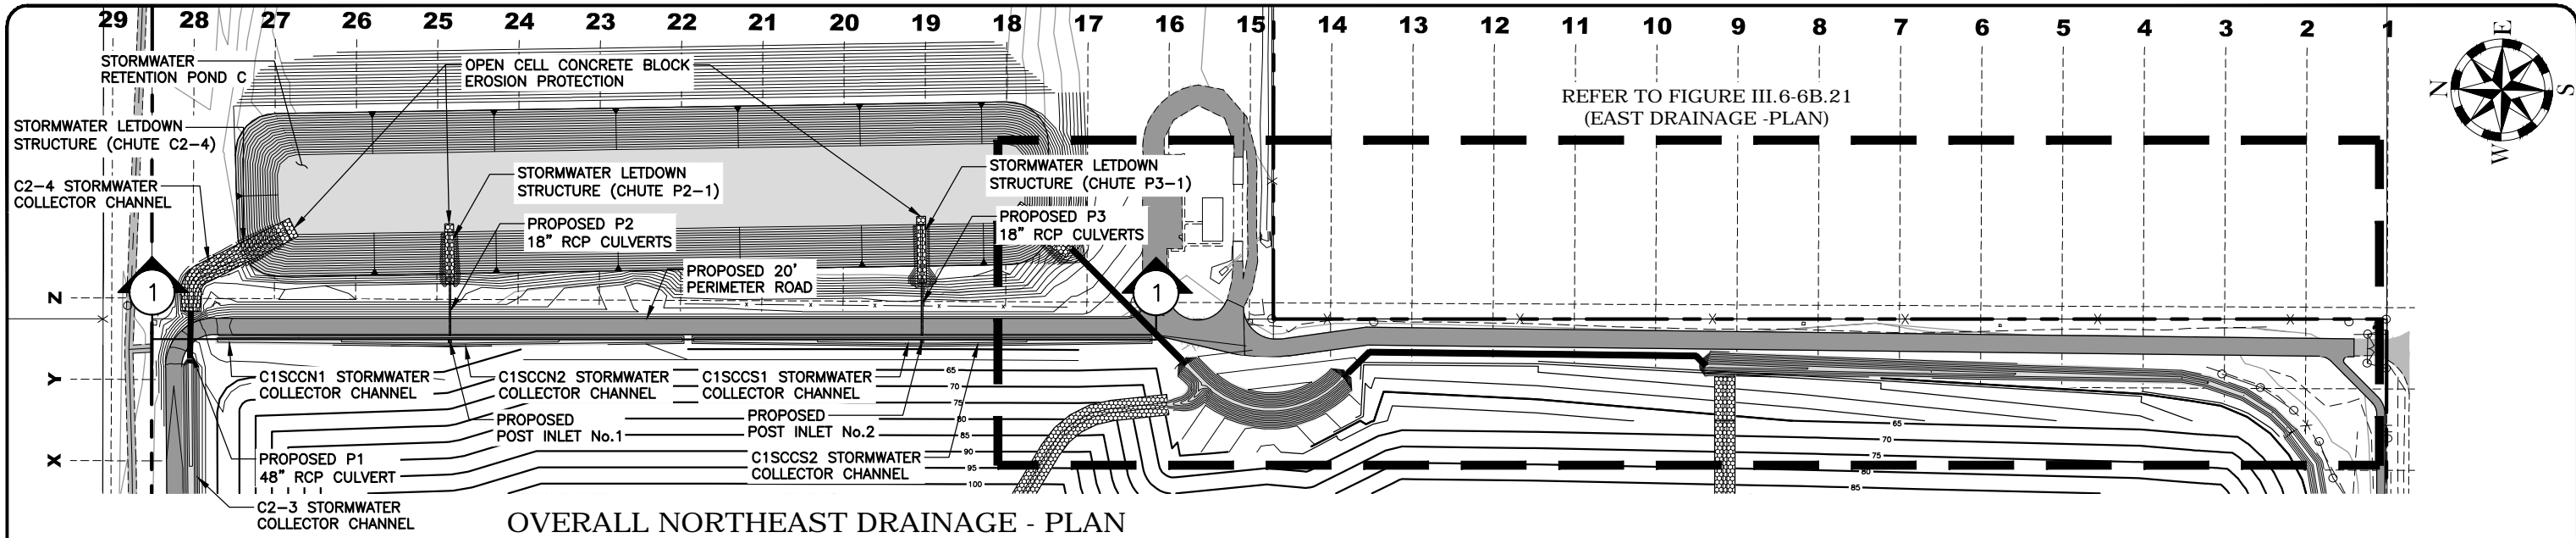 29 28 27 26 25 24 23 22 21 20 19 18 17 16 15 14 13 12 11 10 9 8 7 6 5 4 3 2 1
STORMWATER
RETENTION POND C
OPEN CELL CONCRETE BLOCK
EROSION PROTECTION
REFER TO FIGURE III.6-6B.21
(EAST DRAINAGE -PLAN)
N
E
S
W
STORMWATER LETDOWN
STRUCTURE (CHUTE C2-4)
C2-4 STORMWATER
COLLECTOR CHANNEL
STORMWATER LETDOWN
STRUCTURE (CHUTE P2-1)
STORMWATER LETDOWN
STRUCTURE (CHUTE P3-1)
PROPOSED P2
18" RCP CULVERTS
PROPOSED P3
18" RCP CULVERTS
PROPOSED 20'
PERIMETER ROAD
1
1
Z
Y
X
C1SCCN1 STORMWATER
COLLECTOR CHANNEL
C1SCCN2 STORMWATER
COLLECTOR CHANNEL
C1SCCS1 STORMWATER
COLLECTOR CHANNEL
PROPOSED
POST INLET No.1
PROPOSED
POST INLET No.2
PROPOSED P1
48" RCP CULVERT
C1SCCS2 STORMWATER
COLLECTOR CHANNEL
C2-3 STORMWATER
COLLECTOR CHANNEL
65
70
75
80
85
90
95
100
65
70
75
80
85
OVERALL NORTHEAST DRAINAGE - PLAN